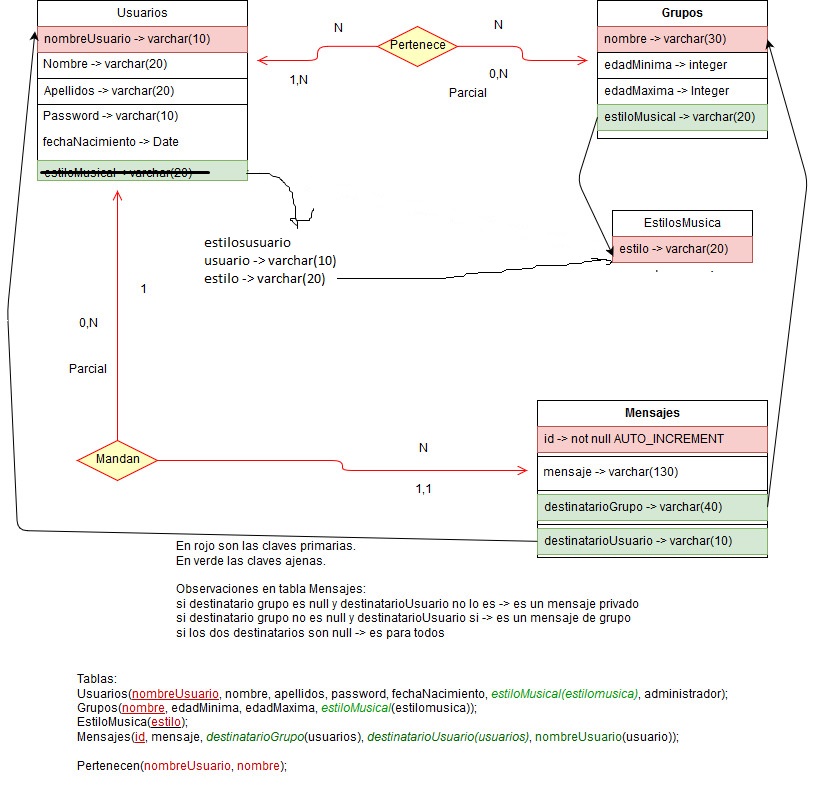 Usuarios
nombreUsuario -> varchar(10)
Nombre -> varchar(20)
Apellidos -> varchar(20)
Password -> varchar(10)
fechaNacimiento -> Date
estiloMusical -> varchar(20)
N
Pertenece
N
1,N
0,N
Parcial
Grupos
nombre -> varchar(30)
edadMinima -> integer
edadMaxima -> Integer
estiloMusical -> varchar(20)
EstilosMusica
estilo -> varchar(20)
estilosusuario
usuario -> varchar(10)
estilo -> varchar(20)
1
0,N
Parcial
Mandan
N
1,1
Mensajes
id -> not null AUTO_INCREMENT
mensaje -> varchar(130)
destinatarioGrupo -> varchar(40)
destinatarioUsuario -> varchar(10)
En rojo son las claves primarias.
En verde las claves ajenas.
Observaciones en tabla Mensajes:
si destinatario grupo es null y destinatarioUsuario no lo es -> es un mensaje privado
si destinatario grupo no es null y destinatarioUsuario si -> es un mensaje de grupo
si los dos destinatarios son null -> es para todos
Tablas:
Usuarios(nombreUsuario, nombre, apellidos, password, fechaNacimiento, estiloMusical(estilomusica), administrador);
Grupos(nombre, edadMinima, edadMaxima, estiloMusical(estilomusica));
EstiloMusica(estilo);
Mensajes(id, mensaje, destinatarioGrupo(usuarios), destinatarioUsuario(usuarios), nombreUsuario(usuario));
Pertenecen(nombreUsuario, nombre);